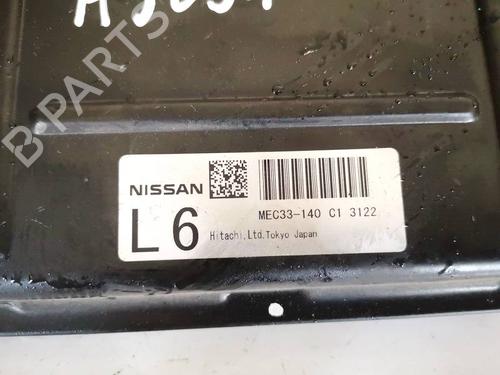 B PARTS
NISSAN
MEC33-140 C1 3122
L6
Hitachi,Ltd.Tokyo Japan